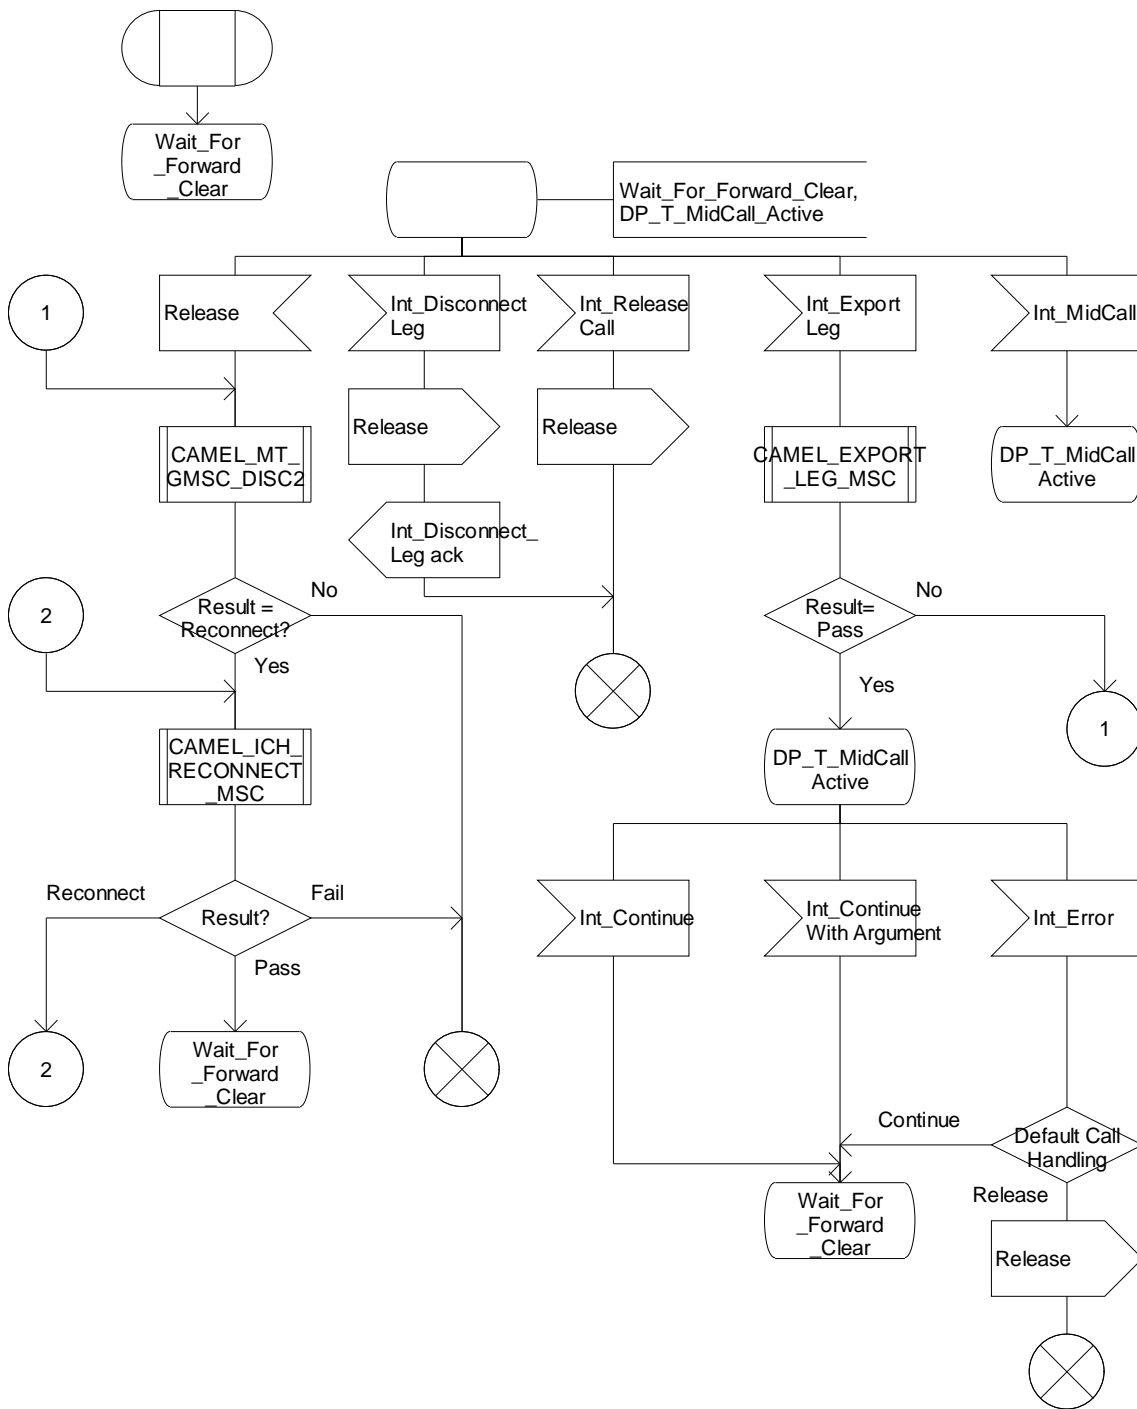 Wait_For
_Forward
_Clear
Wait_For_Forward_Clear,
DP_T_MidCall_Active
1
Release
Int_Disconnect
Leg
Int_Release
Call
Int_Export
Leg
Int_MidCall
Release
Release
CAMEL_MT_
GMSC_DISC2
CAMEL_EXPORT
_LEG_MSC
DP_T_MidCall
Active
Int_Disconnect_
Leg ack
2
Result =
Reconnect?
No
Yes
Result=
Pass
No
Yes
1
CAMEL_ICH_
RECONNECT
_MSC
DP_T_MidCall
Active
Reconnect
Result?
Fail
Pass
Int_Continue
Int_Continue
With Argument
Int_Error
2
Wait_For
_Forward
_Clear
Continue
Default Call
Handling
Release
Wait_For
_Forward
_Clear
Release